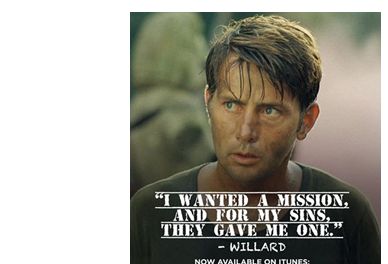 "I WANTED A MISSION,
AND FOR MY SINS,
THEY GAVE ME ONE."
– WILLARD
NOW AVAILABLE ON ITUNES: